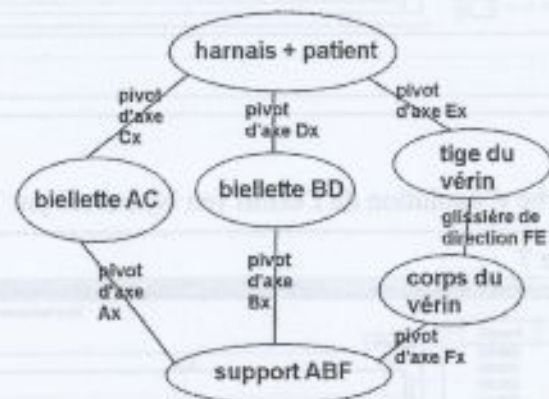 harnais + patient
pivot
d'axe
Cx
pivot
d'axe Dx
pivot
d'axe Ex
biellette AC
biellette BD
tige du
vérin
glissière de
direction FE
pivot
d'axe
Ax
pivot
d'axe
Bx
corps du
vérin
pivot
d'axe Fx
support ABF